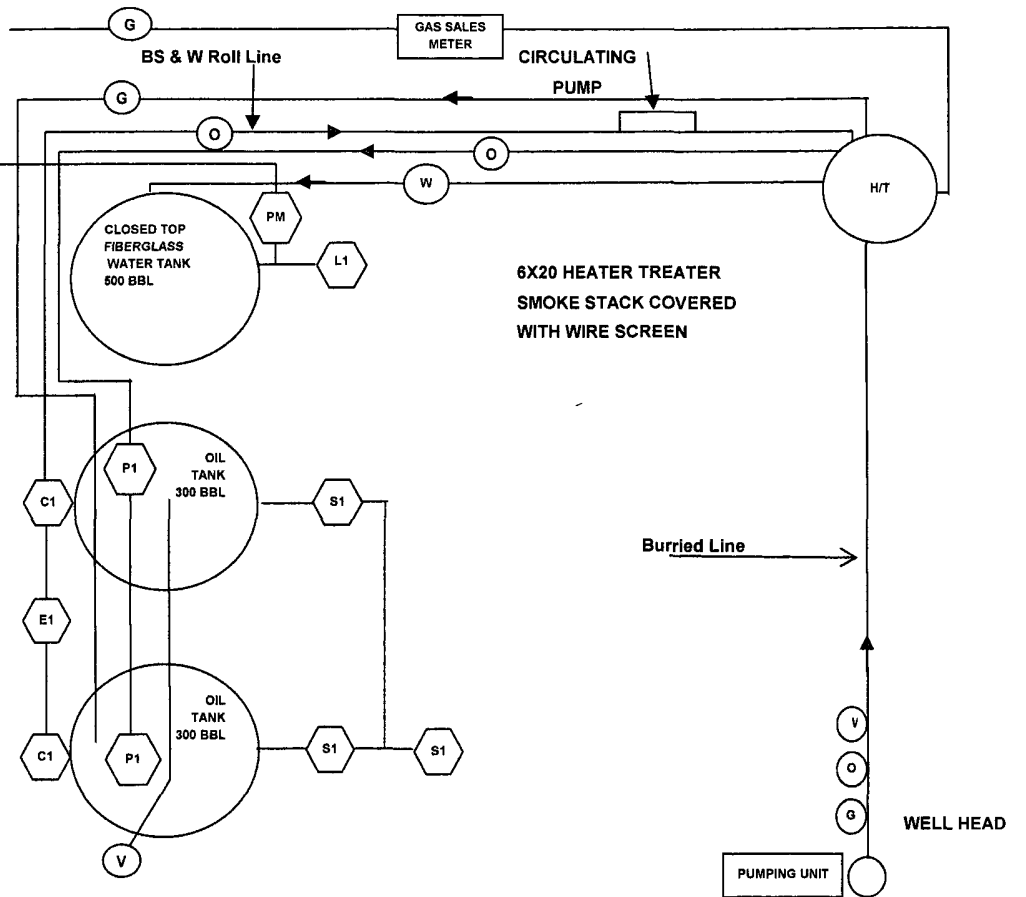 G
GAS SALES
METER
BS & W Roll Line
CIRCULATING
PUMP
G
O
O
W
H/T
PM
CLOSED TOP
FIBERGLASS
WATER TANK
500 BBL
L1
6X20 HEATER TREATER
SMOKE STACK COVERED
WITH WIRE SCREEN
OIL
TANK
300 BBL
P1
C1
S1
Burried Line
E1
OIL
TANK
300 BBL
C1
P1
S1
S1
V
V
O
G
WELL HEAD
PUMPING UNIT